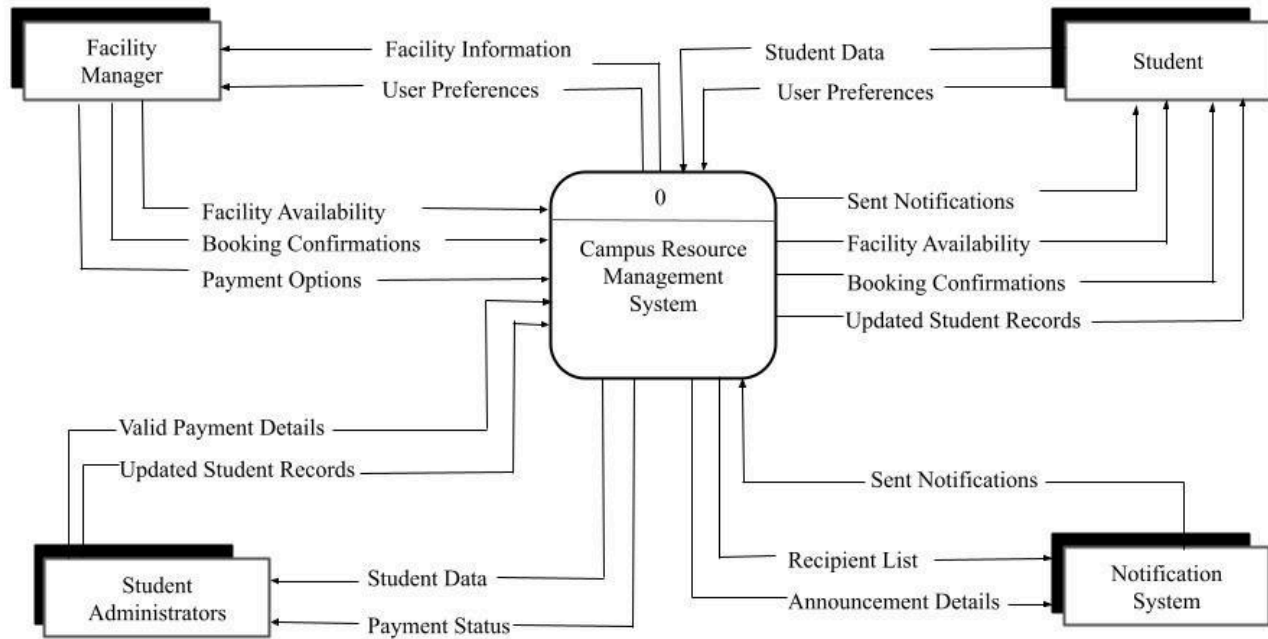 Facility
Manager
Facility Information
User Preferences
Student Data
User Preferences
Student
0
Campus Resource
Management
System
Facility Availability
Booking Confirmations
Payment Options
Sent Notifications
Facility Availability
Booking Confirmations
Updated Student Records
Valid Payment Details
Updated Student Records
Sent Notifications
Student
Administrators
Student Data
Payment Status
Recipient List
Announcement Details
Notification
System